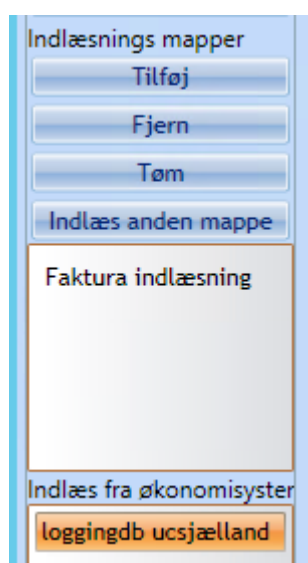 Indlæsnings mapper
Tilføj
Fjern
Tøm
Indlæs anden mappe
Faktura indlæsning
Indlæs fra økonomisyster
loggingdb ucsjælland